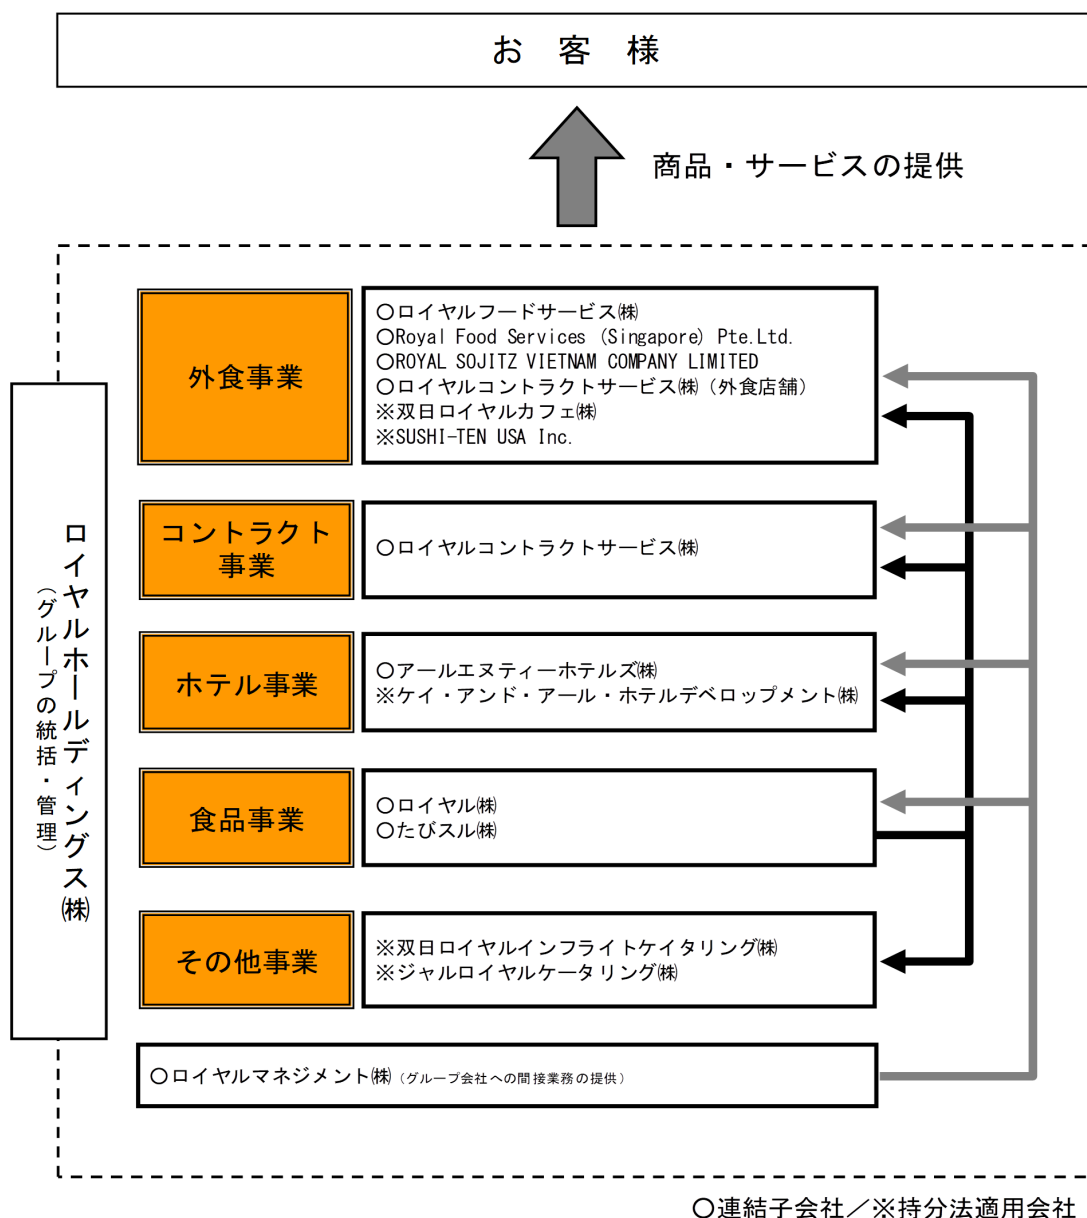 お 客 様
商品・サービスの提供
ロイヤルホールディングス㈱
（グループの統括・管理）
外食事業
○ロイヤルフードサービス㈱
○Royal Food Services (Singapore) Pte.Ltd.
○ROYAL SOJITZ VIETNAM COMPANY LIMITED
○ロイヤルコントラクトサービス㈱（外食店舗）
※双日ロイヤルカフェ㈱
※SUSHI-TEN USA Inc.
コントラクト
事業
○ロイヤルコントラクトサービス㈱
ホテル事業
○アールエヌティーホテルズ㈱
※ケイ・アンド・アール・ホテルデベロップメント㈱
食品事業
○ロイヤル㈱
○たびスル㈱
その他事業
※双日ロイヤルインフライトケイタリング㈱
※ジャルロイヤルケータリング㈱
○ロイヤルマネジメント㈱（グループ会社への間接業務の提供）
○連結子会社／※持分法適用会社